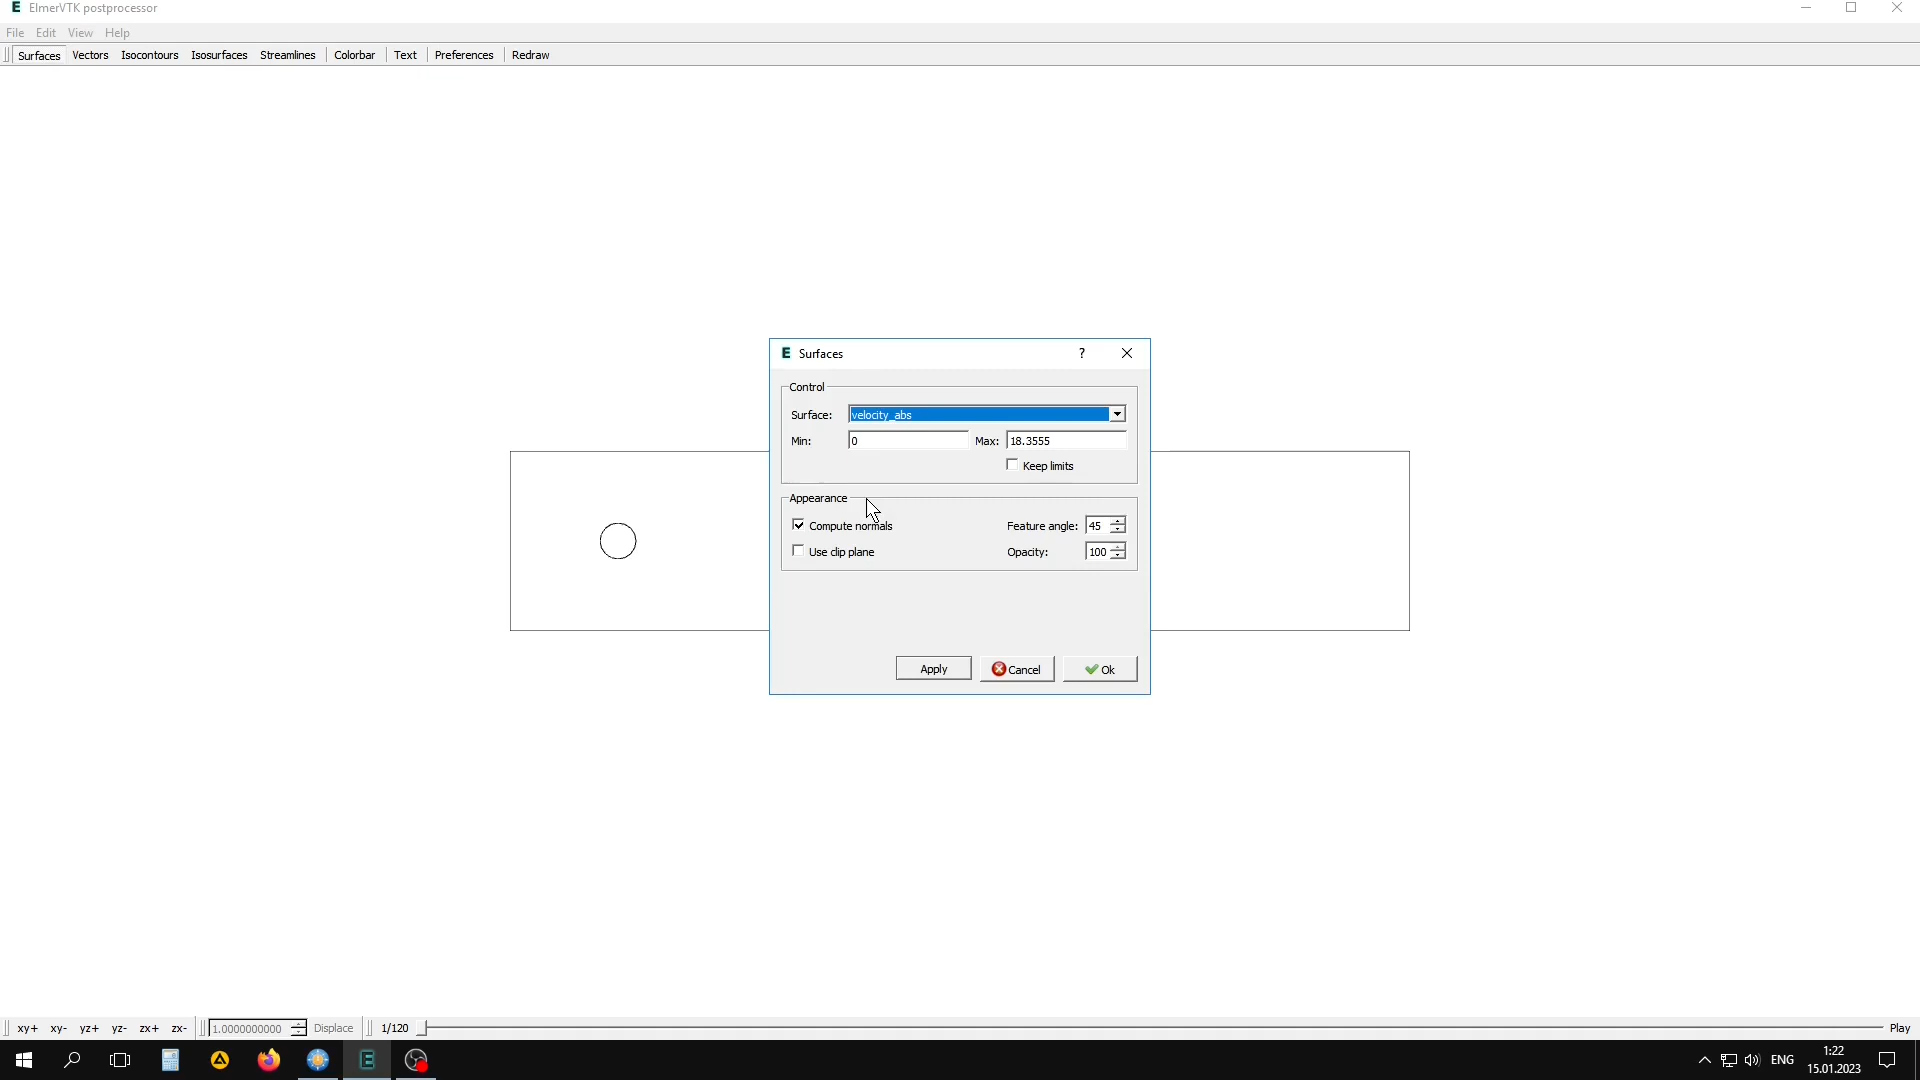 E ElmerVTK postprocessor
File Edit View Help
Surfaces Vectors Isocontours Isosurfaces Streamlines Colorbar Text Preferences Redraw
E Surfaces ?
Control
Surface: velocity_abs
Min: 0 Max: 18.3555
Keep limits
Appearance
Compute normals Feature angle: 45
Use clip plane Opacity: 100
Apply Cancel Ok
xy+ xy- yz+ yz- zx+ zx- 1.0000000000 Displace 1/120 Play
E ENG 1:22
15.01.2023